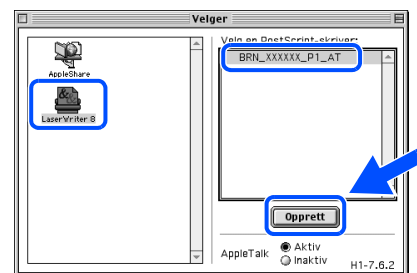 Velger
Velg en PostScript-skriver:
BRN_XXXXXX_P1_AT
AppleShare
LaserWriter 8
Opprett
AppleTalk
Aktiv
Inaktiv
H1-7.6.2